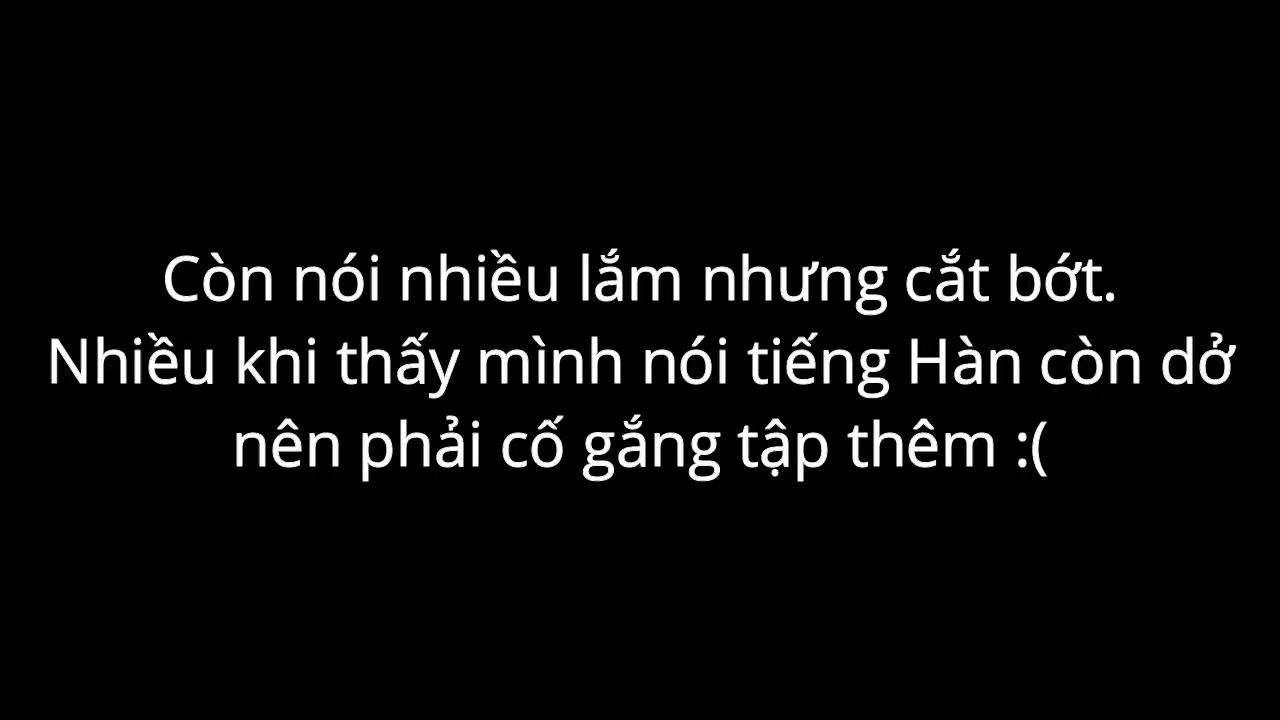 Còn nói nhiều lắm nhưng cắt bớt.
Nhiều khi thấy mình nói tiếng Hàn còn dở
nên phải cố gắng tập thêm :(